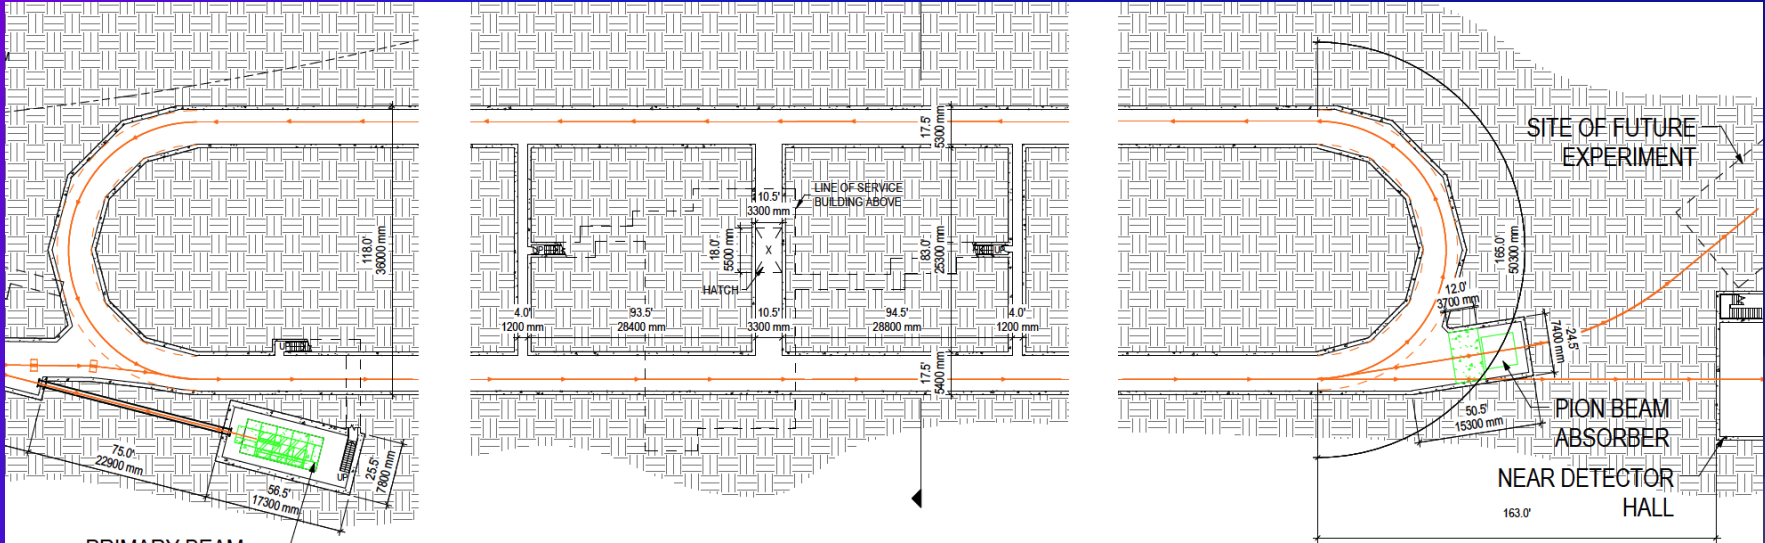 M
118.0'
36000 mm
UP
75.0'
22900 mm
56.5'
17300 mm
25.5'
7800 mm
UP
PRIMARY BEAM
17.5'
5300 mm
LINE OF SERVICE
BUILDING ABOVE
10.5'
3300 mm
18.0'
5500 mm
X
HATCH
83.0'
25300 mm
UP
UP
4.0'
1200 mm
93.5'
28400 mm
10.5'
3300 mm
94.5'
28800 mm
4.0'
1200 mm
17.5'
5400 mm
SITE OF FUTURE
EXPERIMENT
165.0'
50300 mm
12.0'
3700 mm
24.5'
7400 mm
50.5'
15300 mm
PION BEAM
ABSORBER
NEAR DETECTOR
HALL
163.0'